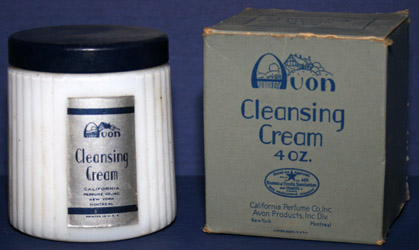 Cleansing
Cream
CALIFORNIA
PERFUME CO., INC.
NEW YORK
MONTREAL
Avon
Cleansing
Cream
4 OZ.
California Perfume Co., Inc.
Avon Products, Inc. Div.
New York
Montreal